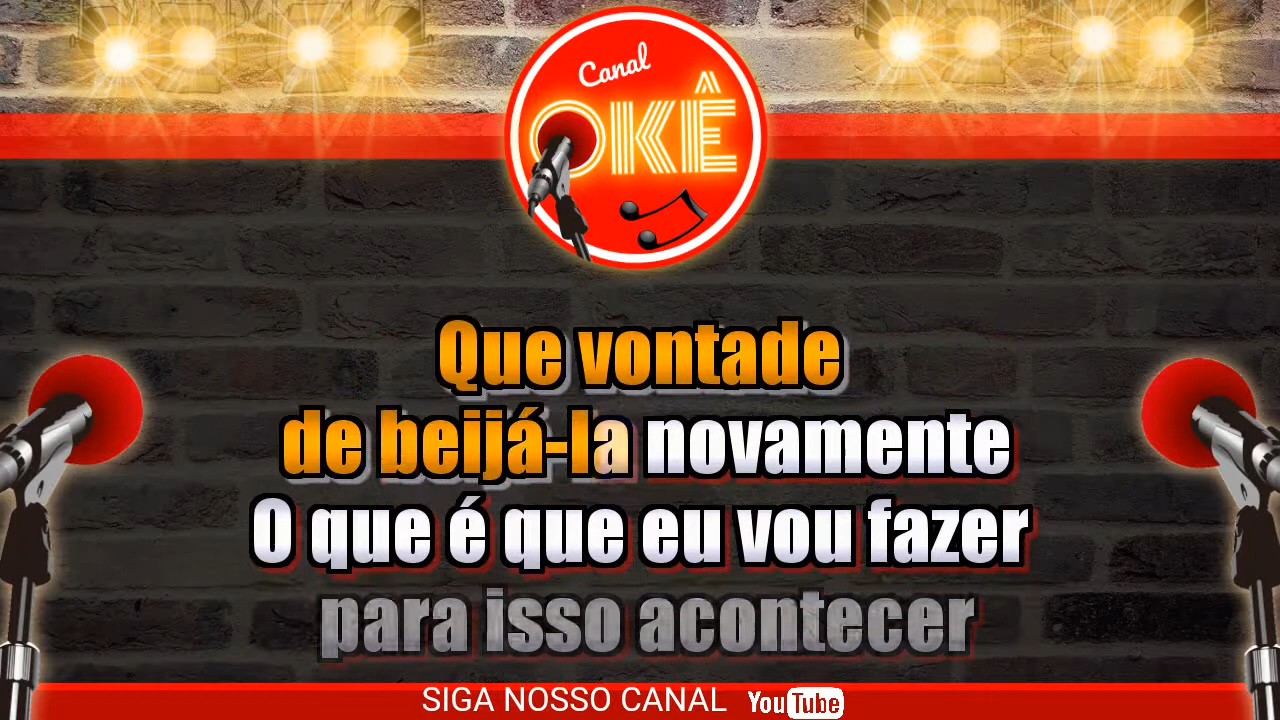 Canal
OKÊ
Que vontade
de beijá-la novamente
O que é que eu vou fazer
para isso acontecer
SIGA NOSSO CANAL YouTube